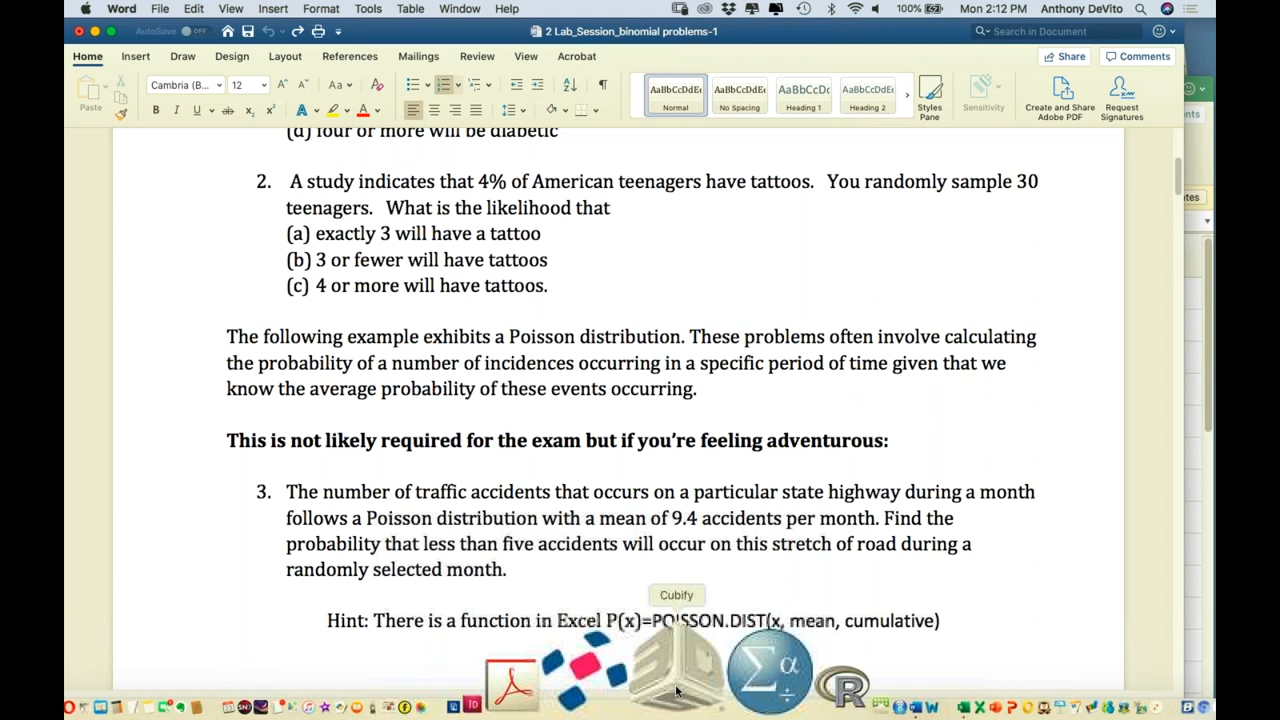 Word File Edit View Insert Format Tools Table Window Help 100% Mon 2:12 PM Anthony DeVito
AutoSave OFF 2 Lab_Session_binomial problems-1 Search in Document
Home Insert Draw Design Layout References Mailings Review View Acrobat Share Comments
Paste Cambria (B... 12 Aa
AaBbCcDdEe AaBbCcDdEe AaBbCcDc AaBbCcDdEe
Normal No Spacing Heading 1 Heading 2 Styles Pane Sensitivity Create and Share Adobe PDF Request Signatures
(d) four or more will be diabetic
2. A study indicates that 4% of American teenagers have tattoos. You randomly sample 30
teenagers. What is the likelihood that
(a) exactly 3 will have a tattoo
(b) 3 or fewer will have tattoos
(c) 4 or more will have tattoos.
The following example exhibits a Poisson distribution. These problems often involve calculating
the probability of a number of incidences occurring in a specific period of time given that we
know the average probability of these events occurring.
This is not likely required for the exam but if you're feeling adventurous:
3. The number of traffic accidents that occurs on a particular state highway during a month
follows a Poisson distribution with a mean of 9.4 accidents per month. Find the
probability that less than five accidents will occur on this stretch of road during a
randomly selected month.
Cubify
Hint: There is a function in Excel P(x)=POISSON.DIST(x, mean, cumulative)